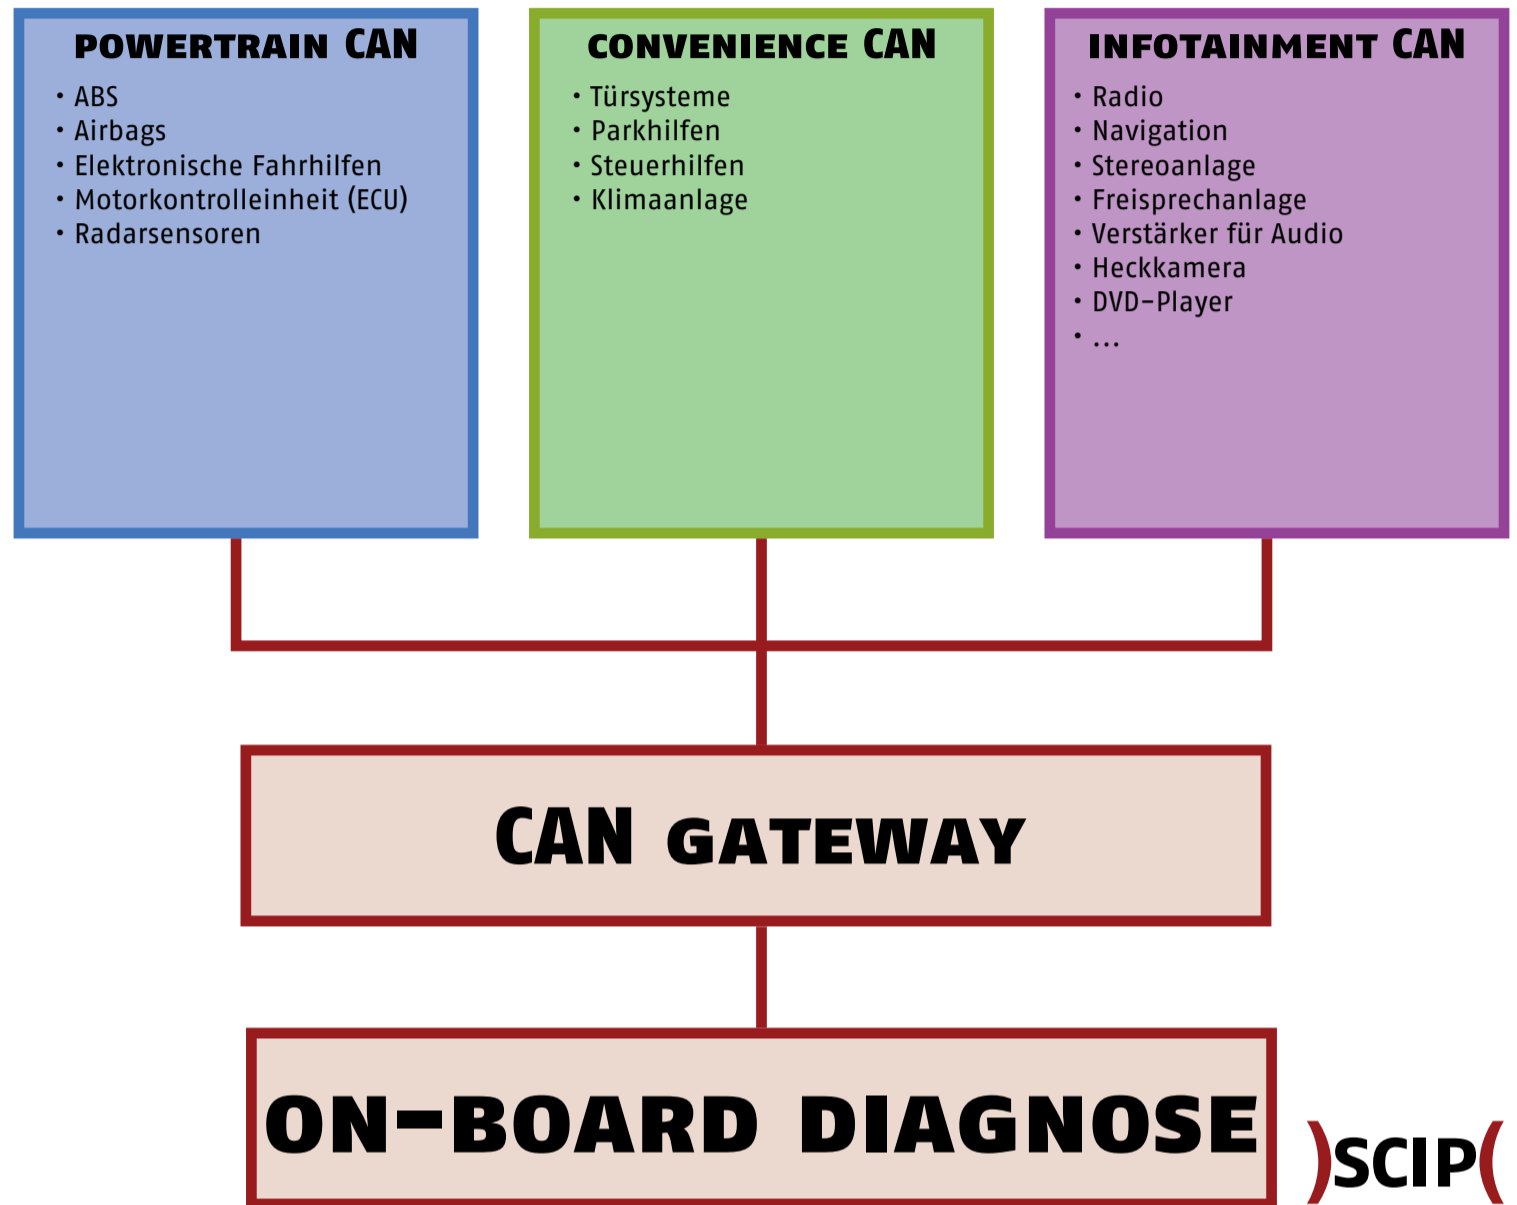 POWERTRAIN CAN
• ABS
• Airbags
• Elektronische Fahrhilfen
• Motorkontrolleinheit (ECU)
• Radarsensoren
CONVENIENCE CAN
• Türsysteme
• Parkhilfen
• Steuerhilfen
• Klimaanlage
INFOTAINMENT CAN
• Radio
• Navigation
• Stereoanlage
• Freisprechanlage
• Verstärker für Audio
• Heckkamera
• DVD-Player
• ...
CAN GATEWAY
ON-BOARD DIAGNOSE
)SCIP(